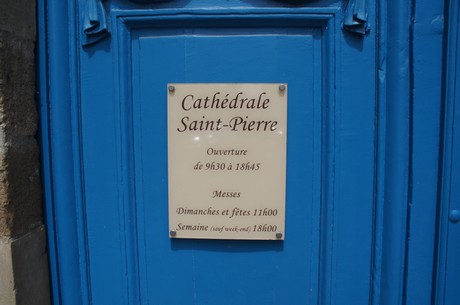 Cathédrale
Saint-Pierre
Ouverture
de 9h30 à 18h45
Messes
Dimanches et fêtes 11h00
Semaine (sauf week-end) 18h00